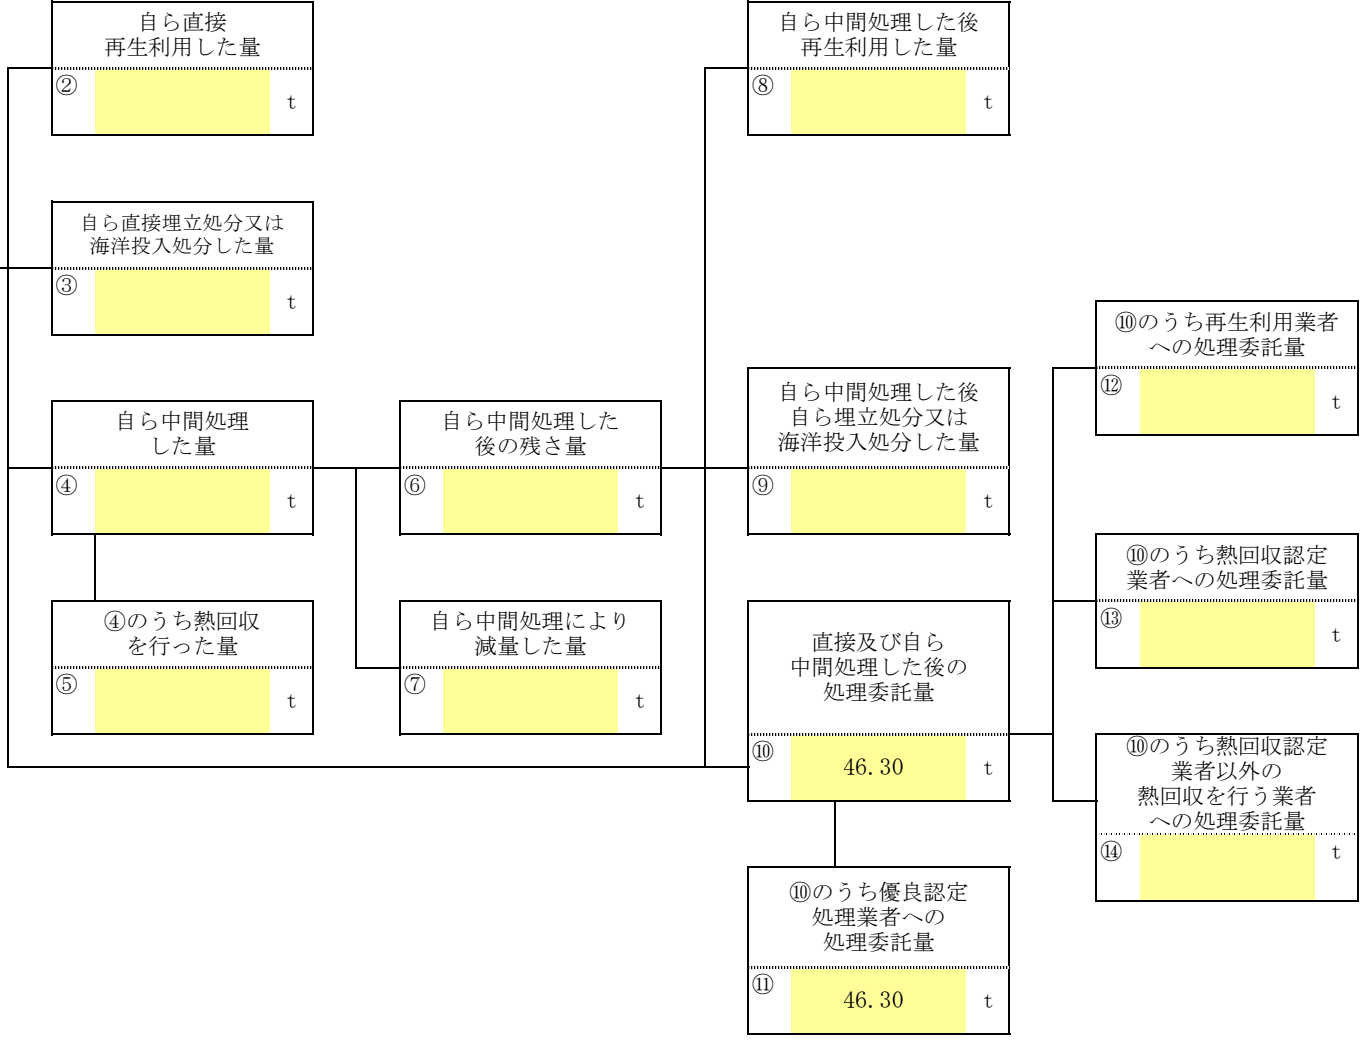 自ら直接
再生利用した量
②
t
自ら中間処理した後
再生利用した量
⑧
t
自ら直接埋立処分又は
海洋投入処分した量
③
t
⑩のうち再生利用業者
への処理委託量
⑫
t
自ら中間処理
した量
④
t
自ら中間処理した
後の残さ量
⑥
t
自ら中間処理した後
自ら埋立処分又は
海洋投入処分した量
⑨
t
⑩のうち熱回収認定
業者への処理委託量
⑬
t
④のうち熱回収
を行った量
⑤
t
自ら中間処理により
減量した量
⑦
t
直接及び自ら
中間処理した後の
処理委託量
⑩
46.30
t
⑩のうち熱回収認定
業者以外の
熱回収を行う業者
への処理委託量
⑭
t
⑩のうち優良認定
処理業者への
処理委託量
⑪
46.30
t